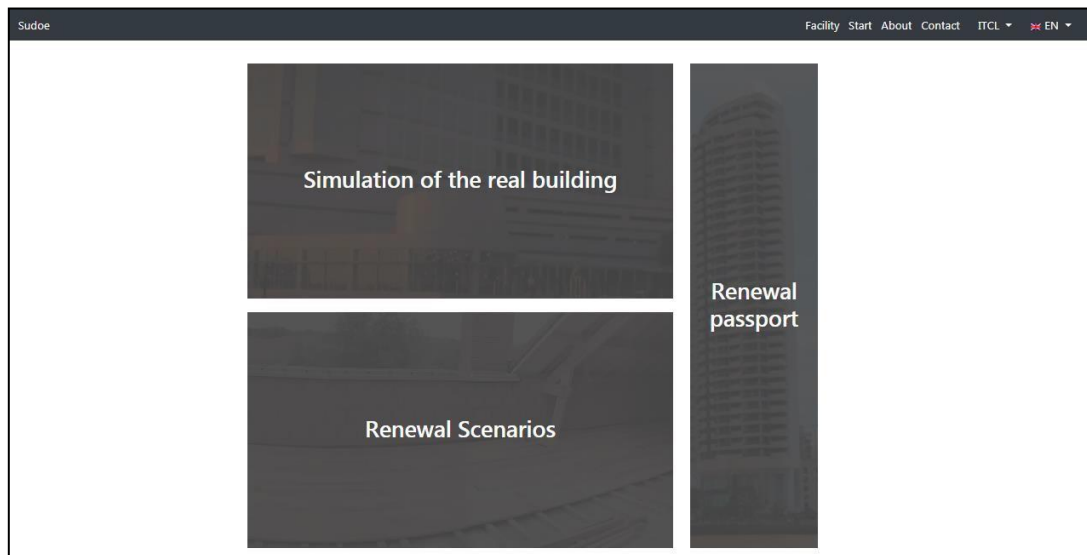 Sudoe
Facility Start About Contact ITCL EN
Simulation of the real building
Renewal
passport
Renewal Scenarios